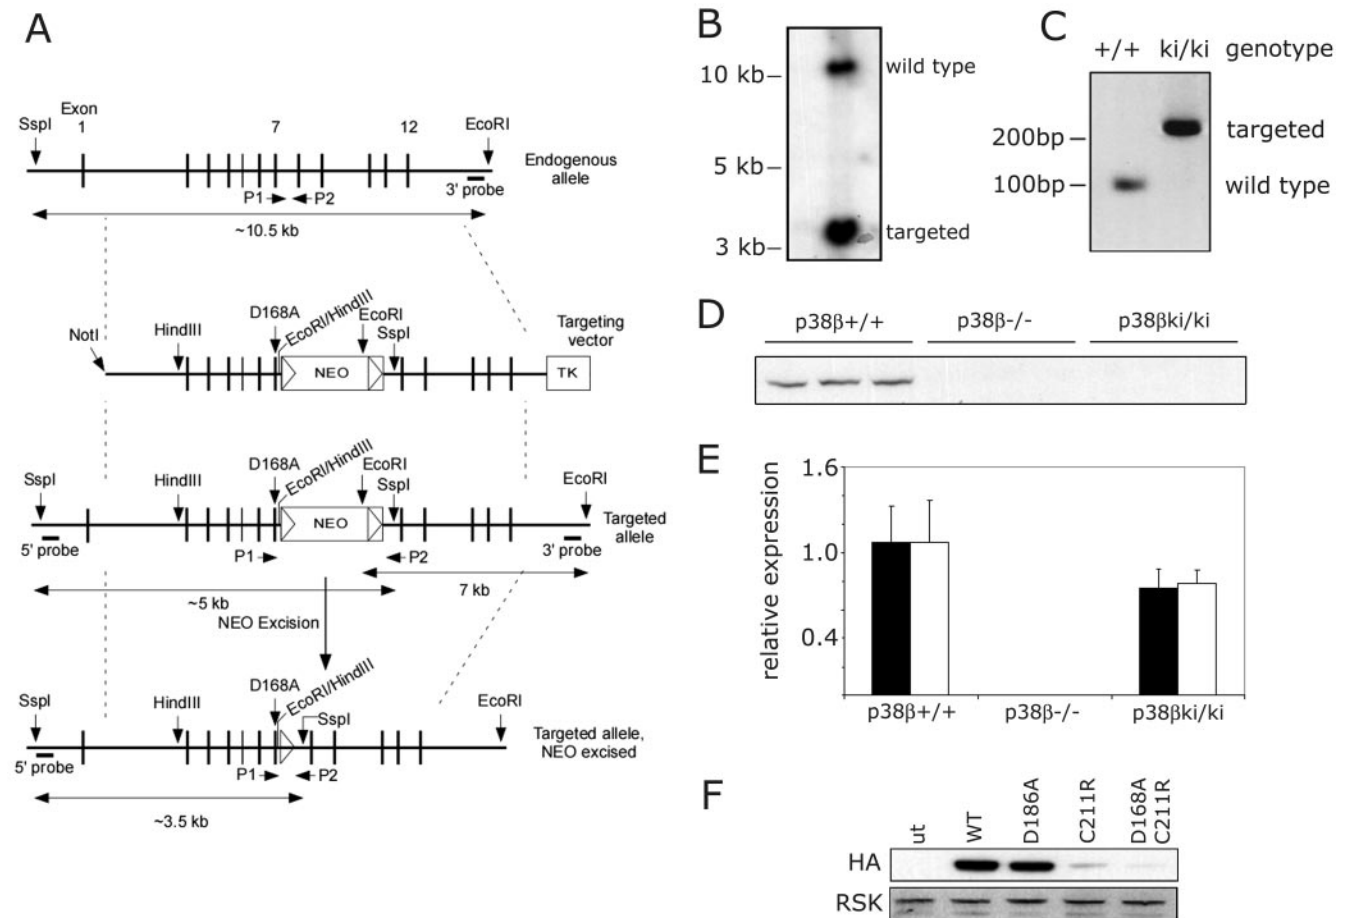 A
SspI
Exon
1
7
12
EcoRI
Endogenous
allele
P1
P2
3' probe
~10.5 kb
NotI
HindIII
D168A
EcoRI/HindIII
EcoRI
SspI
Targeting
vector
NEO
TK
SspI
HindIII
D168A
EcoRI/HindIII
EcoRI
SspI
EcoRI
NEO
Targeted
allele
5' probe
P1
P2
3' probe
~5 kb
7 kb
NEO Excision
SspI
HindIII
D168A
EcoRI/HindIII
SspI
EcoRI
Targeted allele,
NEO excised
5' probe
P1
P2
~3.5 kb
B
10 kb
wild type
5 kb
3 kb
targeted
C
+/+ ki/ki genotype
200bp
targeted
100bp
wild type
D
p38β+/+ p38β-/- p38βki/ki
E
relative expression
1.6
1.0
0.4
p38β+/+ p38β-/- p38βki/ki
F
ut
WT
D186A
C211R
D168A
C211R
HA
RSK